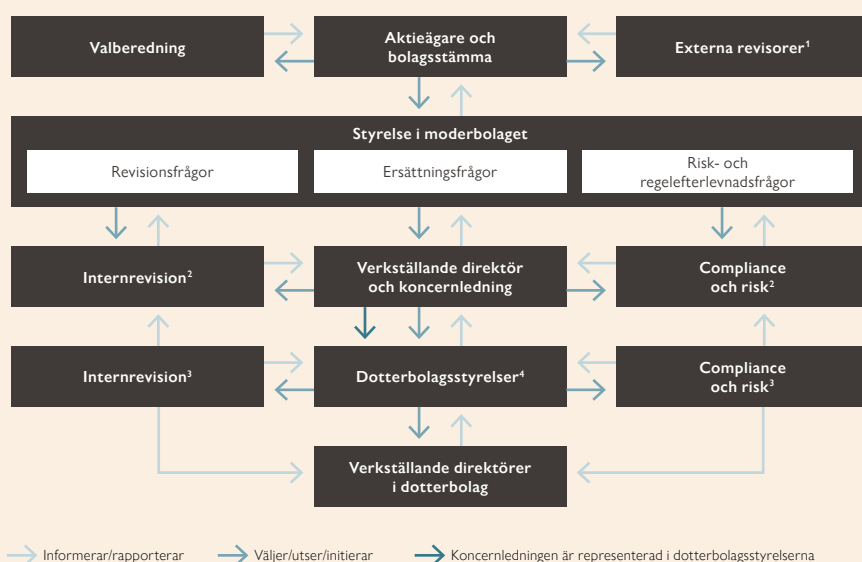 Valberedning
Aktieägare och
bolagsstämma
Externa revisorer¹
Styrelse i moderbolaget
Revisionsfrågor
Ersättningsfrågor
Risk- och
regelefterlevnadsfrågor
Internrevision²
Verkställande direktör
och koncernledning
Compliance
och risk²
Internrevision³
Dotterbolagsstyrelser⁴
Compliance
och risk³
Verkställande direktörer
i dotterbolag
Informerar/rapporterar
Väljer/utser/initierar
Koncernledningen är representerad i dotterbolagsstyrelserna